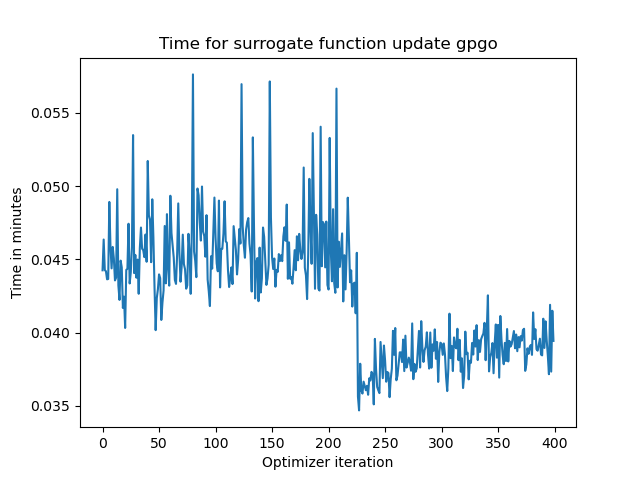 Time for surrogate function update gpgo
Time in minutes
0.055
0.050
0.045
0.040
0.035
0 50 100 150 200 250 300 350 400
Optimizer iteration